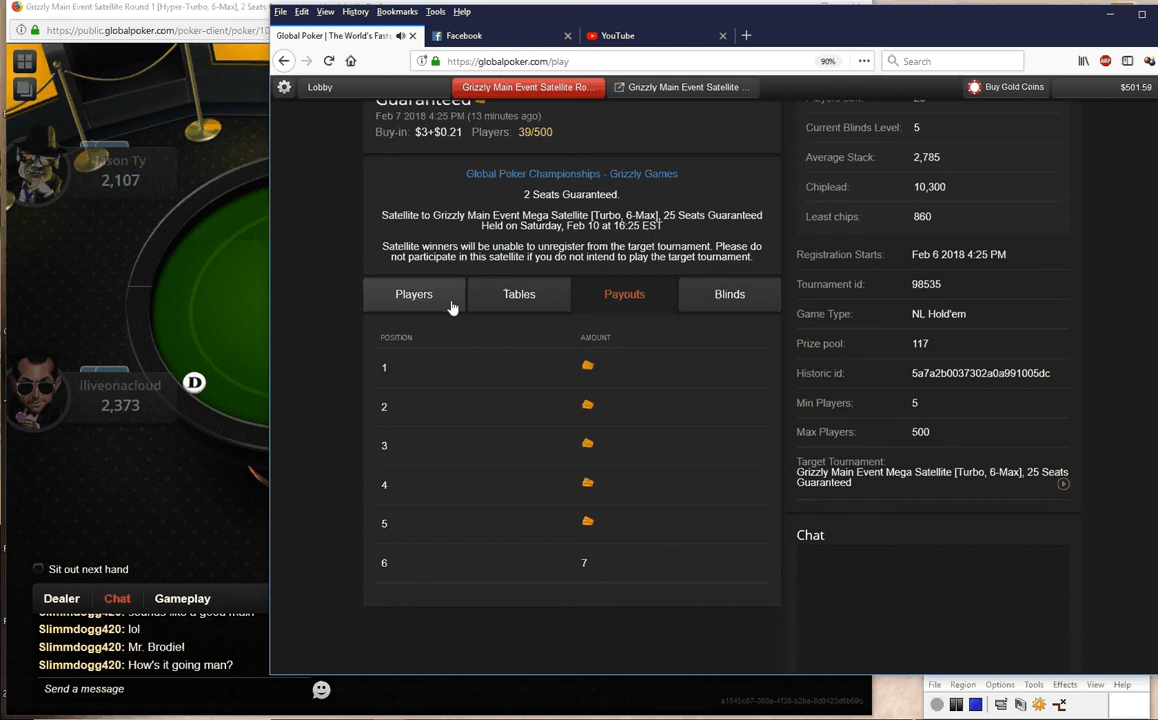 Grizzly Main Event Satellite Round 1 [Hyper-Turbo, 6-Max], 2 Seats
https://public.globalpoker.com/poker-client/poker/10
Jason Ty
2,107
iliveonacloud
2,373
D
Sit out next hand
Dealer Chat Gameplay
Slimmdogg420: sounds like a good main
Slimmdogg420: lol
Slimmdogg420: Mr. Brodie!
Slimmdogg420: How's it going man?
Send a message
File Edit View History Bookmarks Tools Help
Global Poker | The World's Faste
Facebook
YouTube
https://globalpoker.com/play
90%
Search
ABP
Lobby
Grizzly Main Event Satellite Ro...
Grizzly Main Event Satellite ...
Buy Gold Coins
$501.59
Guaranteed
Feb 7 2018 4:25 PM (13 minutes ago)
Buy-in: $3+$0.21 Players: 39/500
Global Poker Championships - Grizzly Games
2 Seats Guaranteed.
Satellite to Grizzly Main Event Mega Satellite [Turbo, 6-Max], 25 Seats Guaranteed
Held on Saturday, Feb 10 at 16:25 EST
Satellite winners will be unable to unregister from the target tournament. Please do
not participate in this satellite if you do not intend to play the target tournament.
Players Tables Payouts Blinds
POSITION AMOUNT
1
2
3
4
5
6 7
Current Blinds Level: 5
Average Stack: 2,785
Chiplead: 10,300
Least chips: 860
Registration Starts: Feb 6 2018 4:25 PM
Tournament id: 98535
Game Type: NL Hold'em
Prize pool: 117
Historic id: 5a7a2b0037302a0a991005dc
Min Players: 5
Max Players: 500
Target Tournament:
Grizzly Main Event Mega Satellite [Turbo, 6-Max], 25 Seats
Guaranteed
Chat
File Region Options Tools Effects View Help